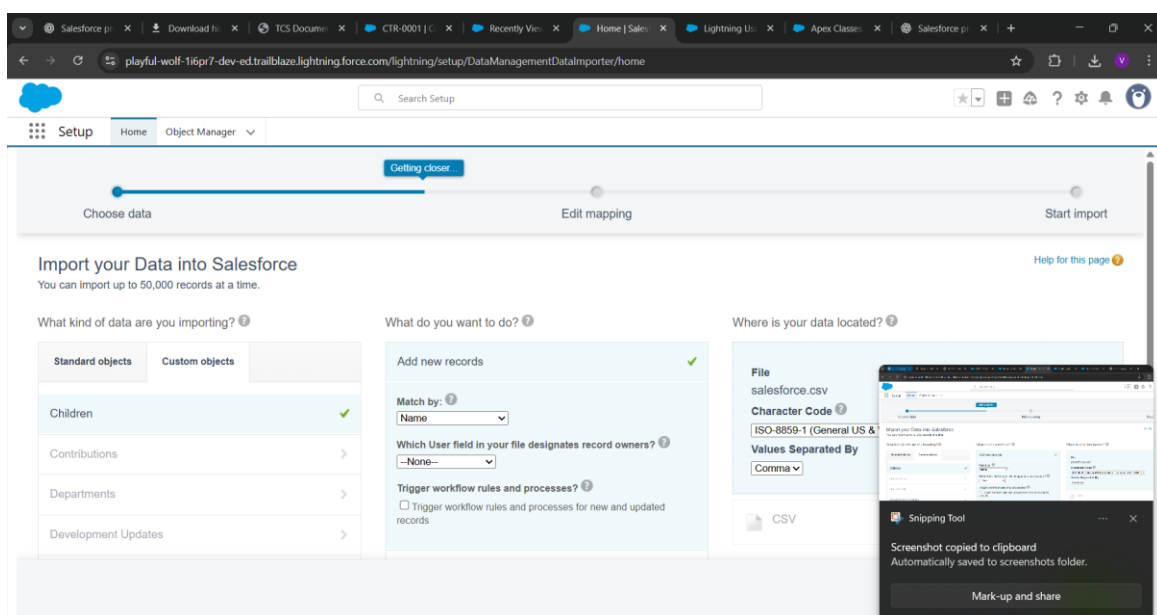 Salesforce pr
Download hi
TCS Documen
CTR-0001 | C
Recently View
Home | Sales
Lightning Us
Apex Classes
Salesforce pr
playful-wolf-1i6pr7-dev-ed.trailblaze.lightning.force.com/lightning/setup/DataManagementDataImporter/home
V
Search Setup
Setup
Home
Object Manager
Getting closer...
Choose data
Edit mapping
Start import
Import your Data into Salesforce
Help for this page
You can import up to 50,000 records at a time.
What kind of data are you importing?
Standard objects
Custom objects
Children
Contributions
Departments
Development Updates
What do you want to do?
Add new records
Match by:
Name
Which User field in your file designates record owners?
--None--
Trigger workflow rules and processes?
Trigger workflow rules and processes for new and updated
records
Where is your data located?
File
salesforce.csv
Character Code
ISO-8859-1 (General US &
Values Separated By
Comma
CSV
Snipping Tool
Screenshot copied to clipboard
Automatically saved to screenshots folder.
Mark-up and share